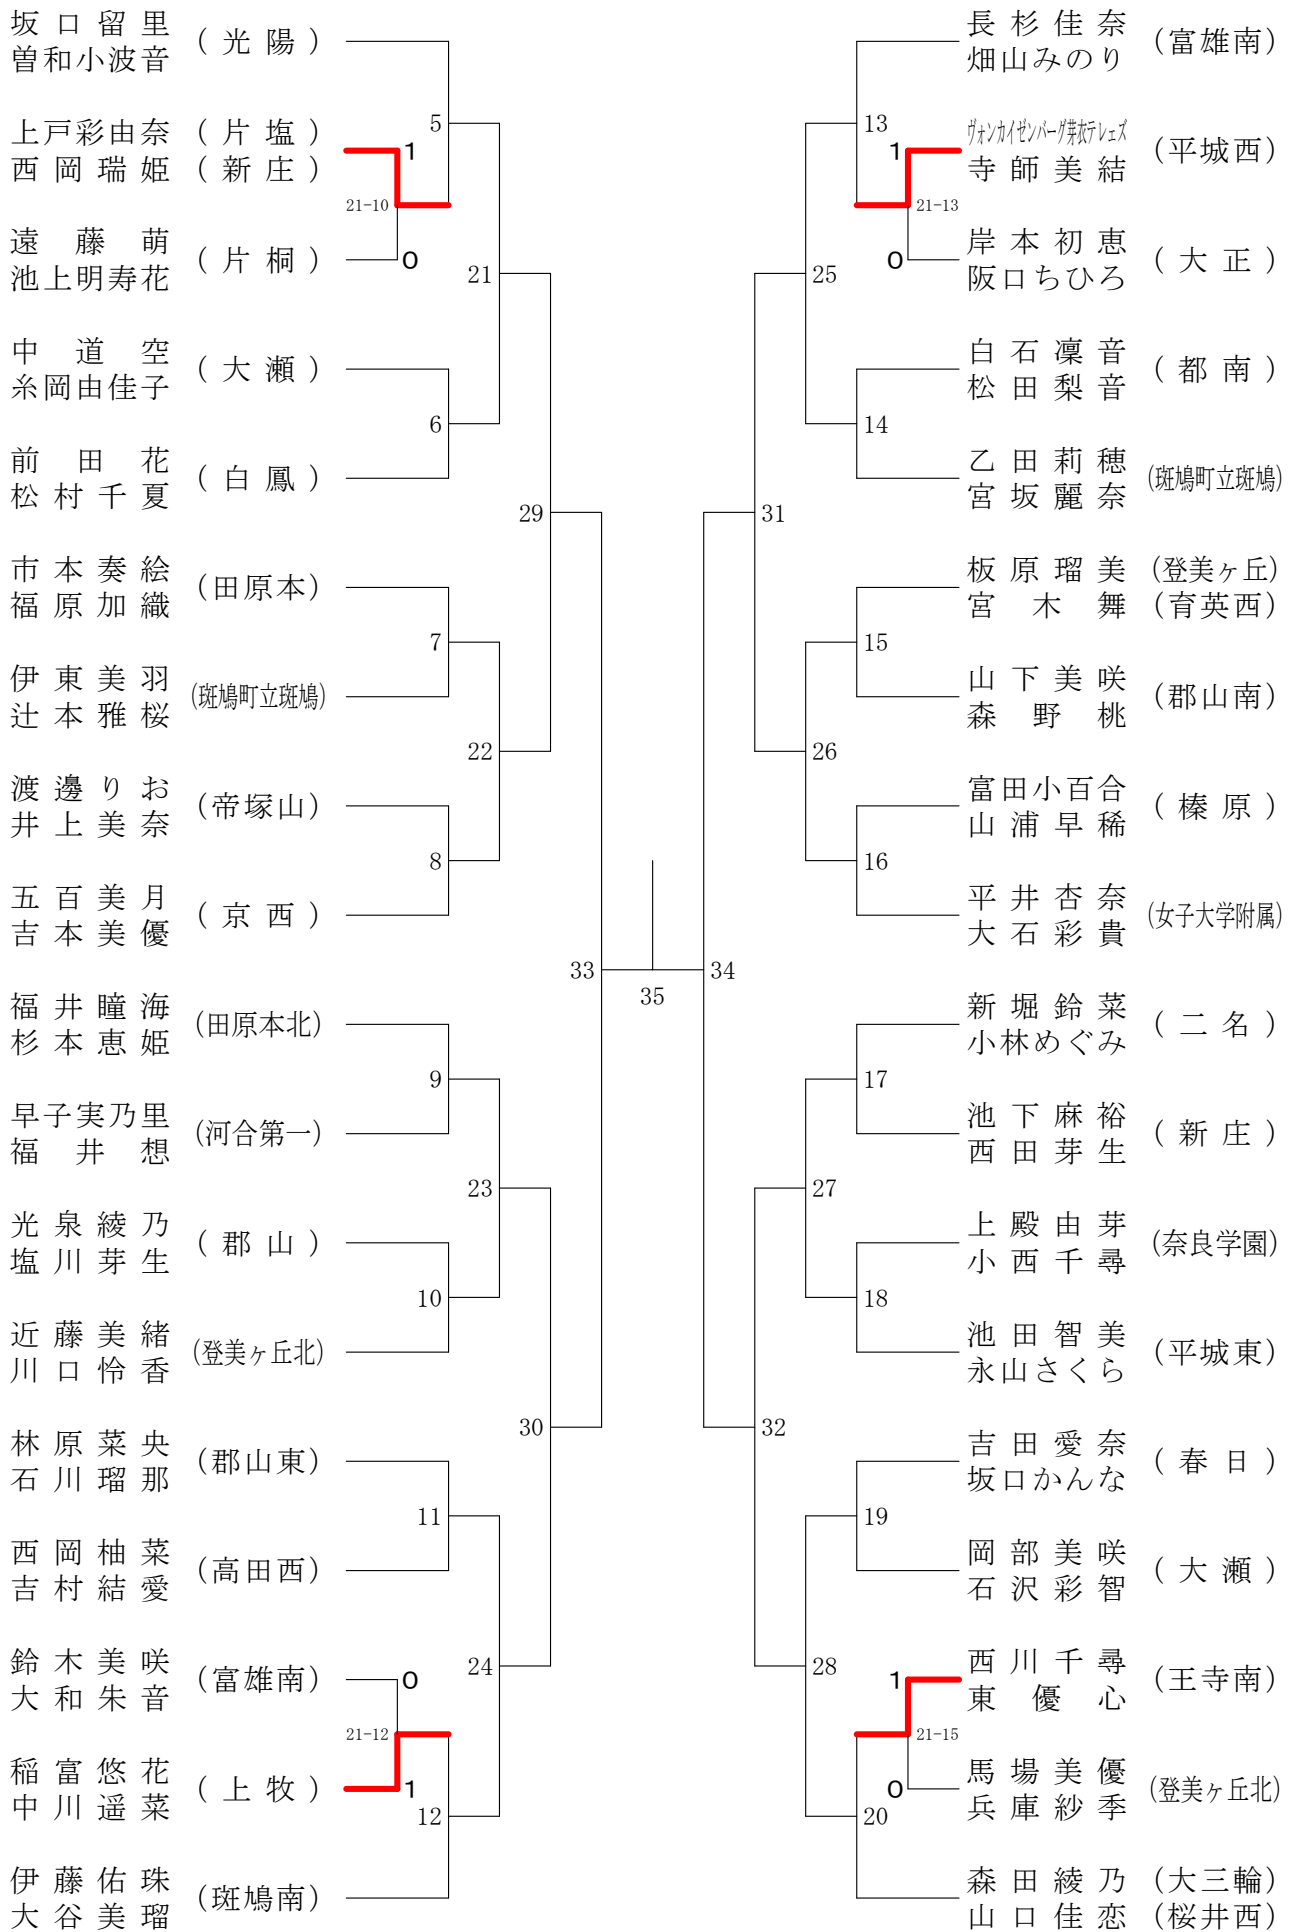 坂口留里
曽和小波音
(光陽)
上戸彩由奈 (片塩)
西岡瑞姫 (新庄)
遠藤萌
池上明寿花
(片桐)
中道空
糸岡由佳子
(大瀬)
前田花
松村千夏
(白鳳)
市本奏絵
福原加織
(田原本)
伊東美羽
辻本雅桜
(斑鳩町立斑鳩)
渡邊りお
井上美奈
(帝塚山)
五百美月
吉本美優
(京西)
福井瞳海
杉本恵姫
(田原本北)
早子実乃里
福井想
(河合第一)
光泉綾乃
塩川芽生
(郡山)
近藤美緒
川口怜香
(登美ヶ丘北)
林原菜央
石川瑠那
(郡山東)
西岡柚菜
吉村結愛
(高田西)
鈴木美咲
大和朱音
(富雄南)
稲富悠花
中川遥菜
(上牧)
伊藤佑珠
大谷美瑠
(斑鳩南)
5
1
21-10
0
21
6
29
7
22
8
33
9
23
10
30
11
24
0
21-12
1
12
35
34
13
1
21-13
0
25
14
31
15
26
16
17
27
18
32
19
28
1
21-15
0
20
長杉佳奈
畑山みのり
(富雄南)
ヴォンカイゼンバーグ芽衣テレェズ
寺師美結
(平城西)
岸本初恵
阪口ちひろ
(大正)
白石凜音
松田梨音
(都南)
乙田莉穂
宮坂麗奈
(斑鳩町立斑鳩)
板原瑠美 (登美ヶ丘)
宮木舞 (育英西)
山下美咲
森野桃
(郡山南)
富田小百合
山浦早稀
(榛原)
平井杏奈
大石彩貴
(女子大学附属)
新堀鈴菜
小林めぐみ
(二名)
池下麻裕
西田芽生
(新庄)
上殿由芽
小西千尋
(奈良学園)
池田智美
永山さくら
(平城東)
吉田愛奈
坂口かんな
(春日)
岡部美咲
石沢彩智
(大瀬)
西川千尋
東優心
(王寺南)
馬場美優
兵庫紗季
(登美ヶ丘北)
森田綾乃 (大三輪)
山口佳恋 (桜井西)